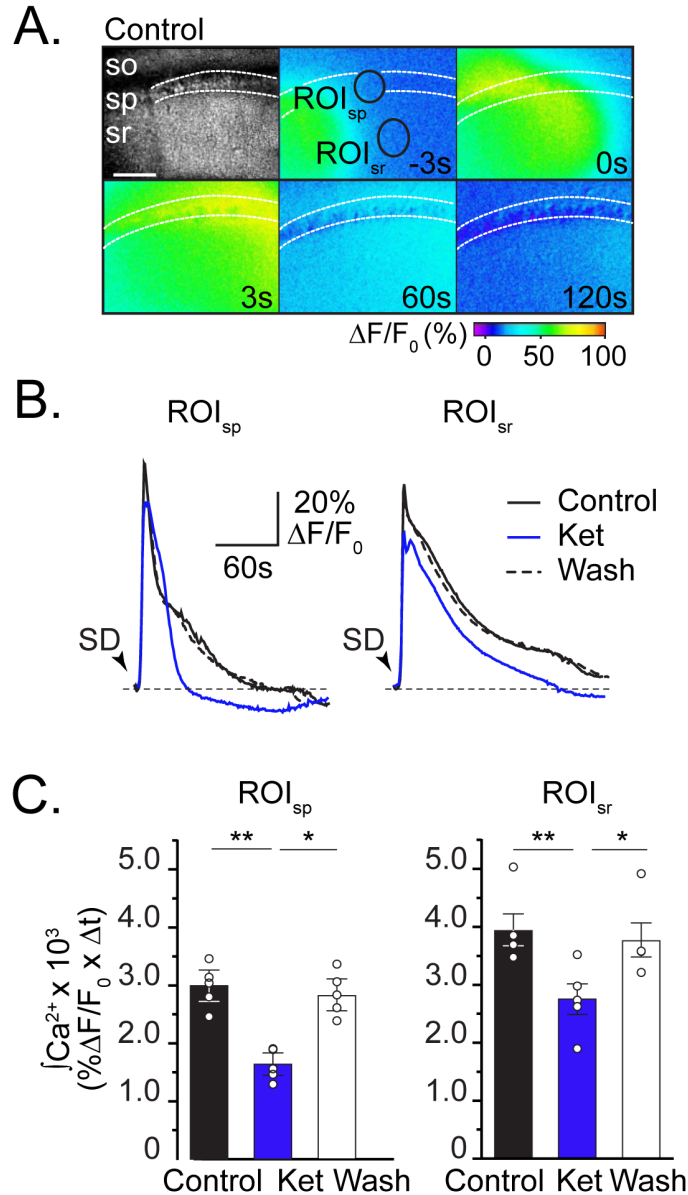 A.
Control
so
sp
sr
ROIsp
ROIsr
-3s
0s
3s
60s
120s
ΔF/F0 (%)
0 50 100
B.
ROIsp ROIsr
20%
ΔF/F0
60s
Control
Ket
Wash
SD
SD
C.
ROIsp ROIsr
** *
** *
∫Ca2+ x 10³
(%ΔF/F0 x Δt)
5.0
4.0
3.0
2.0
1.0
0
Control Ket Wash
5.0
4.0
3.0
2.0
1.0
0
Control Ket Wash